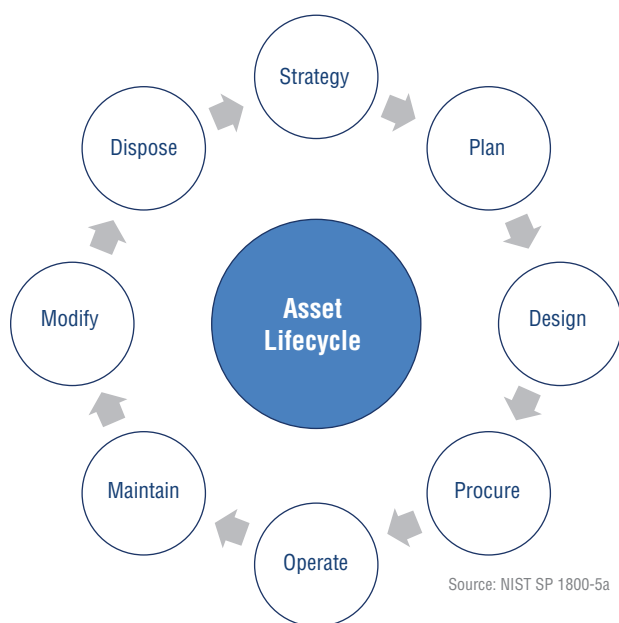 Strategy
Plan
Design
Procure
Operate
Maintain
Modify
Dispose
Asset
Lifecycle
Source: NIST SP 1800-5a